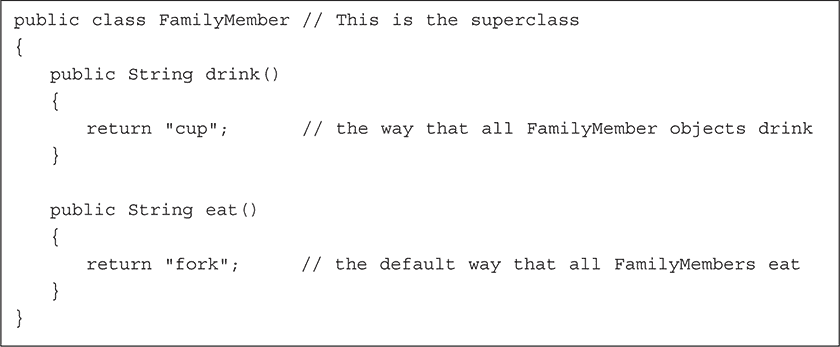 public class FamilyMember // This is the superclass
{
public String drink()
{
return "cup"; // the way that all FamilyMember objects drink
}
public String eat()
{
return "fork"; // the default way that all FamilyMembers eat
}
}